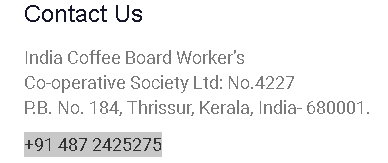 Contact Us
India Coffee Board Worker's
Co-operative Society Ltd: No.4227
P.B. No. 184, Thrissur, Kerala, India- 680001.
+91 487 2425275